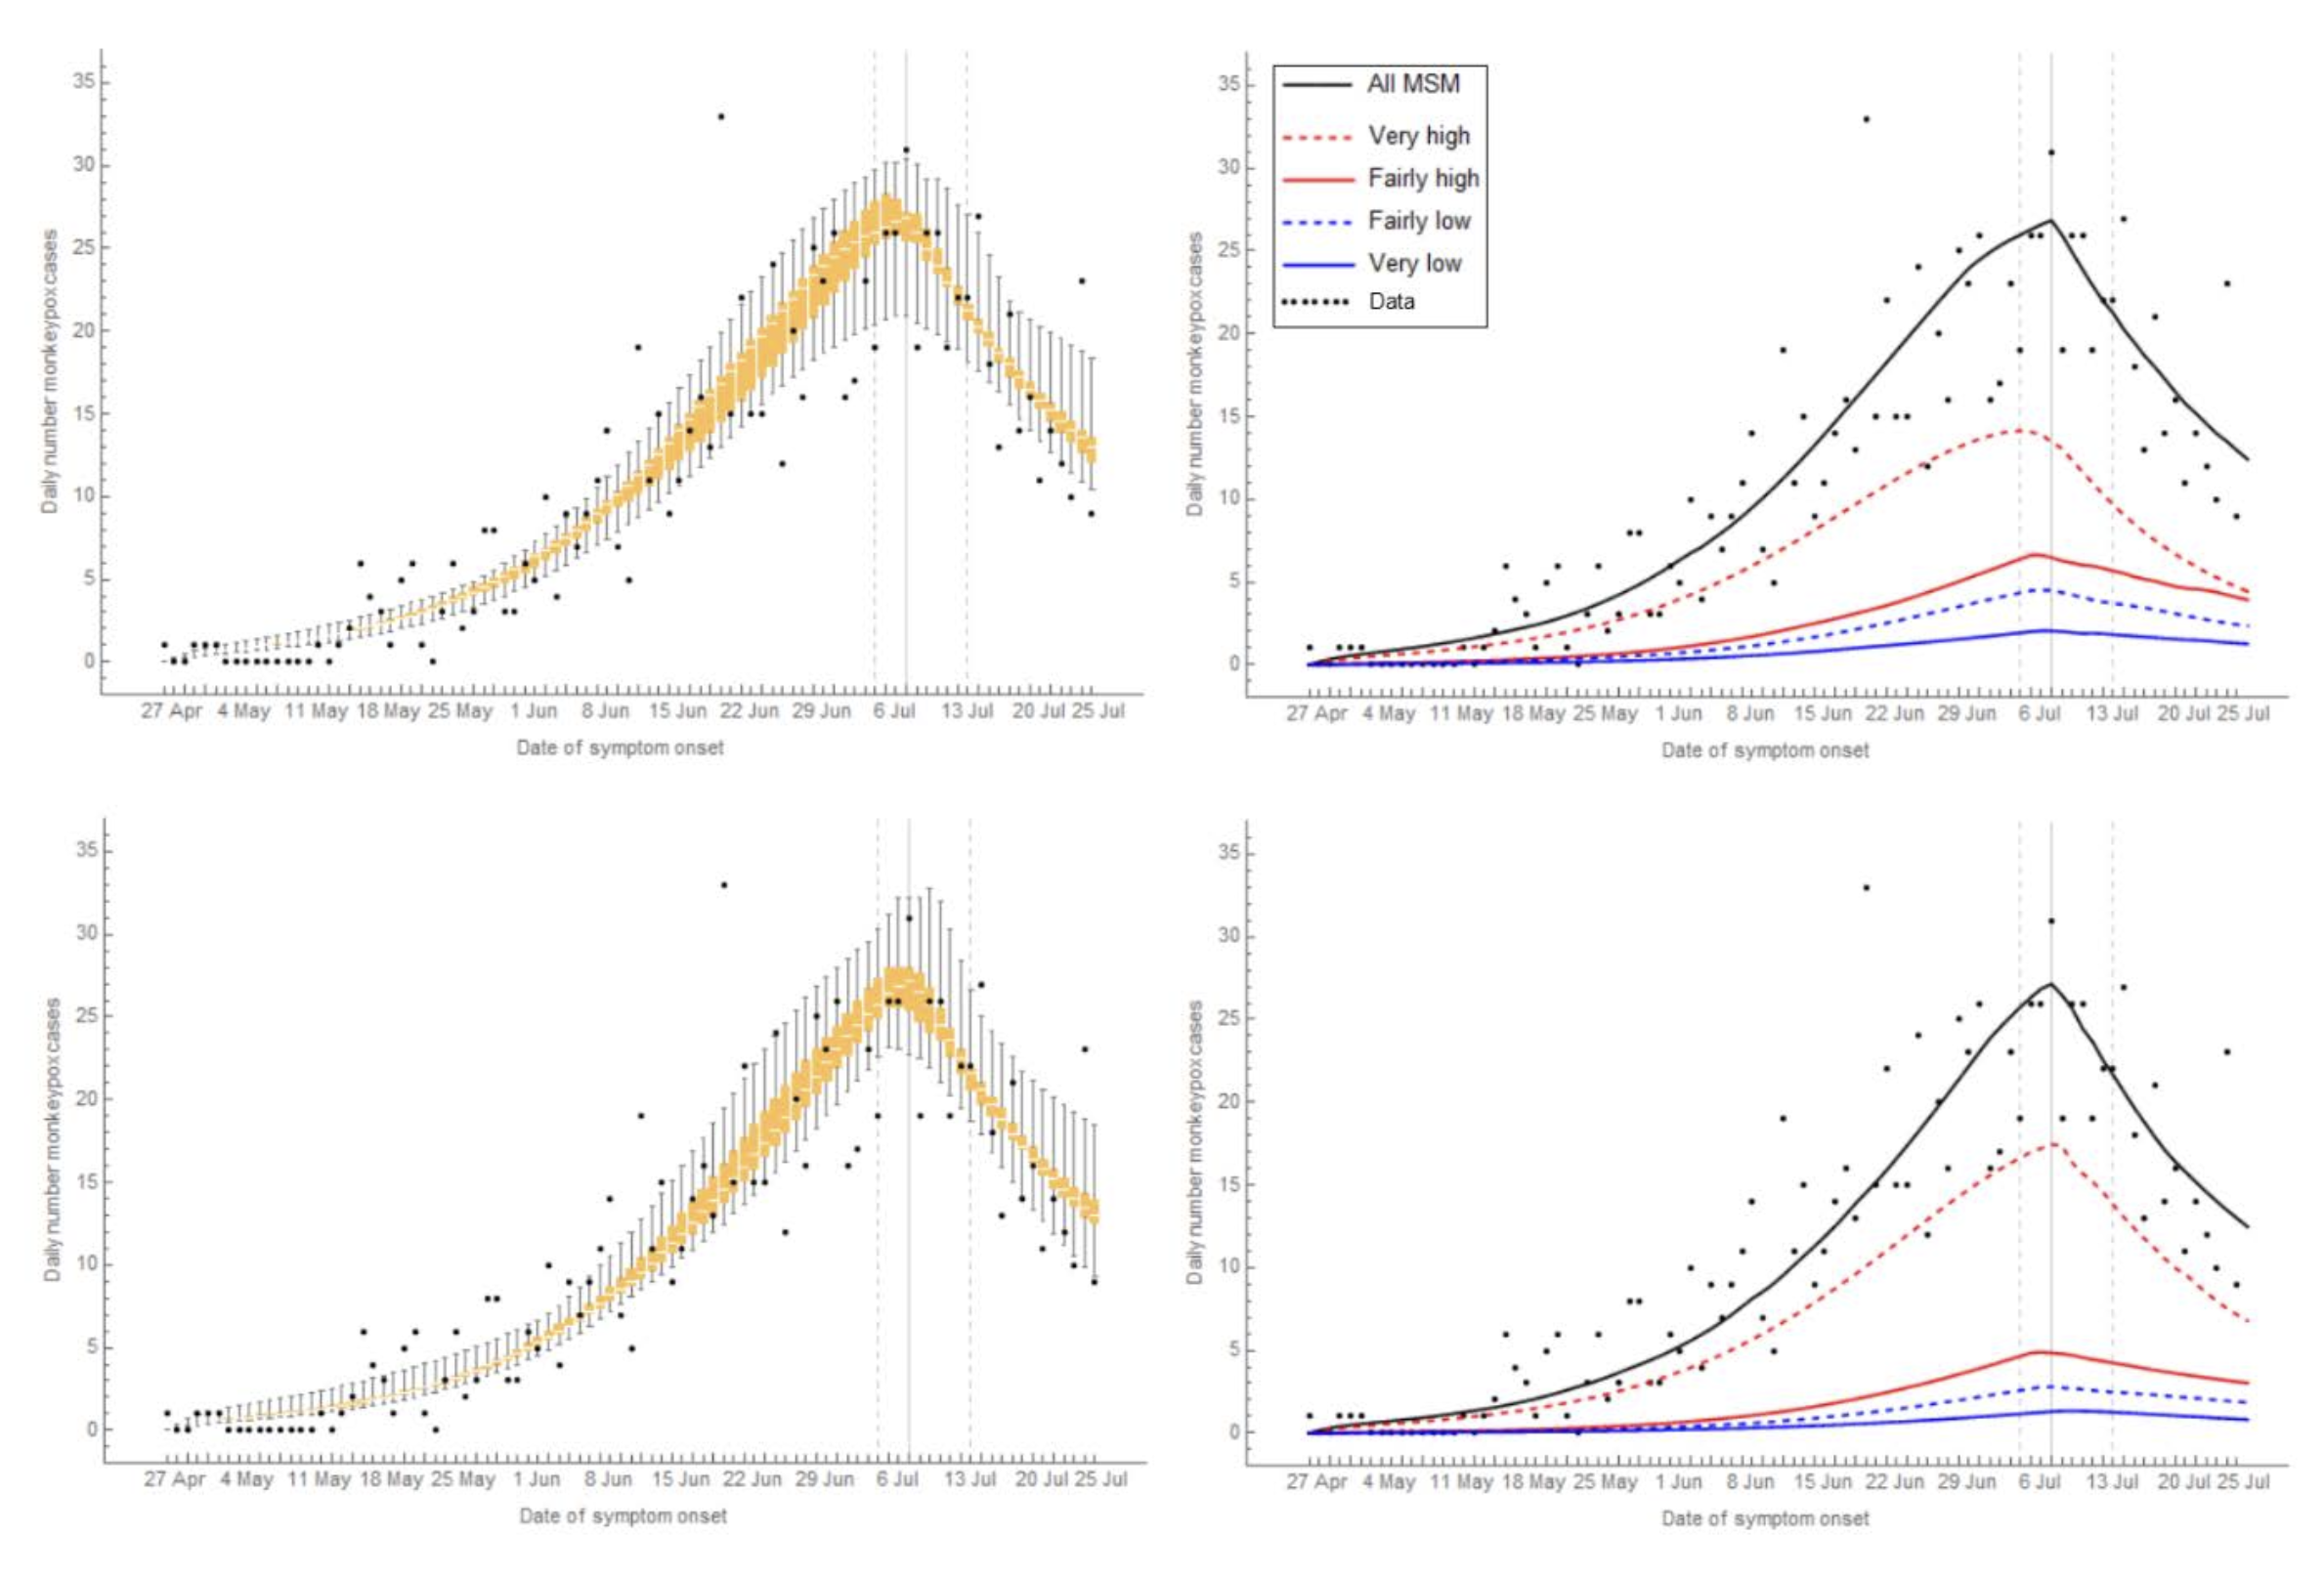 35
30
25
20
15
10
5
0
Daily number monkeypox cases
27 Apr 4 May 11 May 18 May 25 May 1 Jun 8 Jun 15 Jun 22 Jun 29 Jun 6 Jul 13 Jul 20 Jul 25 Jul
Date of symptom onset
35
30
25
20
15
10
5
0
Daily number monkeypox cases
All MSM
Very high
Fairly high
Fairly low
Very low
Data
27 Apr 4 May 11 May 18 May 25 May 1 Jun 8 Jun 15 Jun 22 Jun 29 Jun 6 Jul 13 Jul 20 Jul 25 Jul
Date of symptom onset
35
30
25
20
15
10
5
0
Daily number monkeypox cases
27 Apr 4 May 11 May 18 May 25 May 1 Jun 8 Jun 15 Jun 22 Jun 29 Jun 6 Jul 13 Jul 20 Jul 25 Jul
Date of symptom onset
35
30
25
20
15
10
5
0
Daily number monkeypox cases
27 Apr 4 May 11 May 18 May 25 May 1 Jun 8 Jun 15 Jun 22 Jun 29 Jun 6 Jul 13 Jul 20 Jul 25 Jul
Date of symptom onset